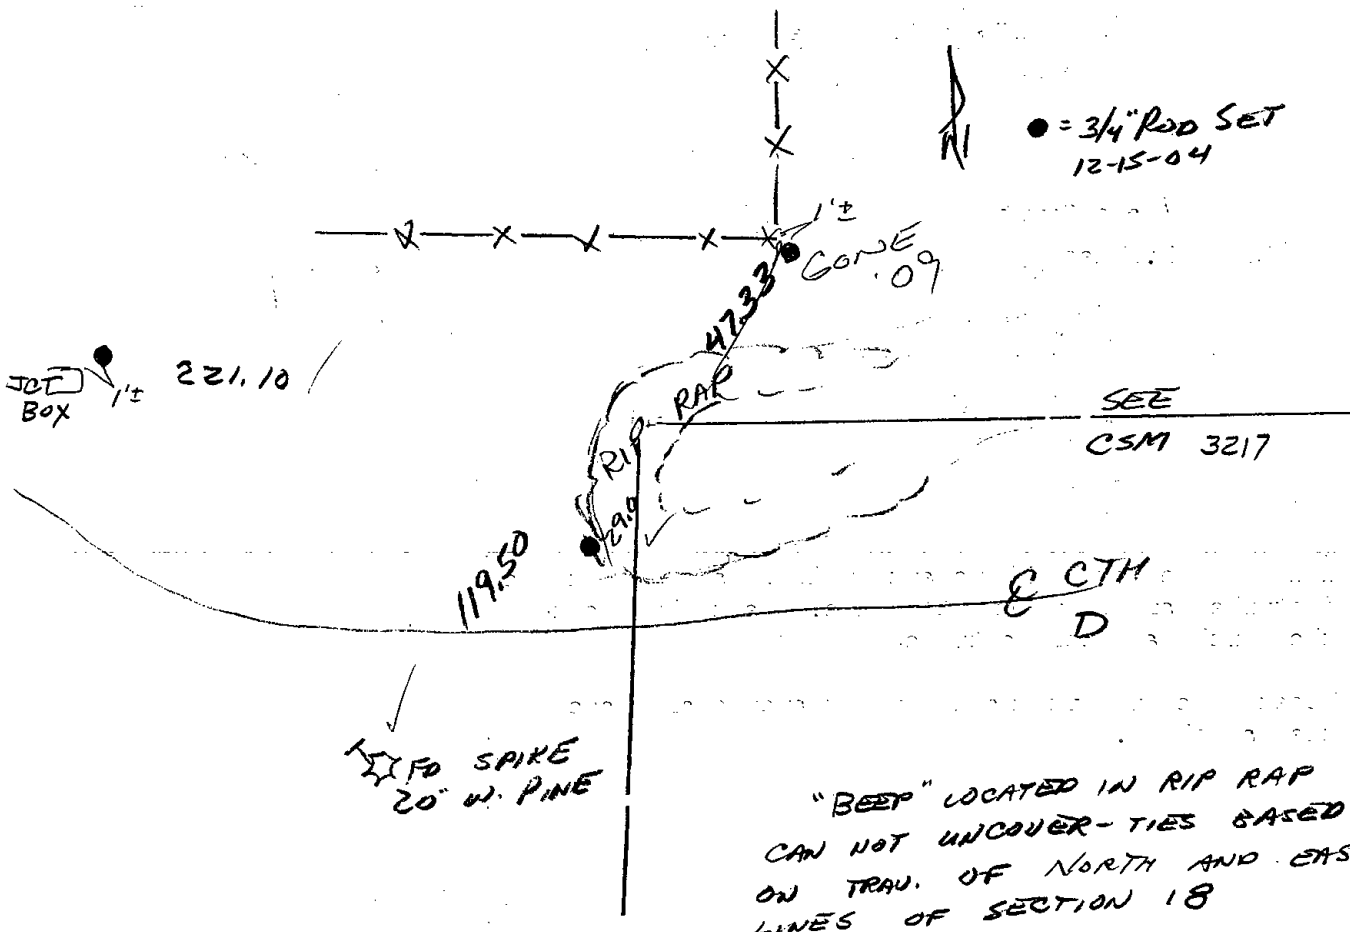 N
● = 3/4" ROD SET
12-15-04
1'±
GONE
'09
47.33
JCT
BOX
1'±
221.10
RIP RAP
SEE
CSM 3217
29.0
119.50
℄ CTH
D
FD SPIKE
20" W. PINE
"BEEP" LOCATED IN RIP RAP
CAN NOT UNCOVER - TIES BASED
ON TRAV. OF NORTH AND EAS
LINES OF SECTION 18